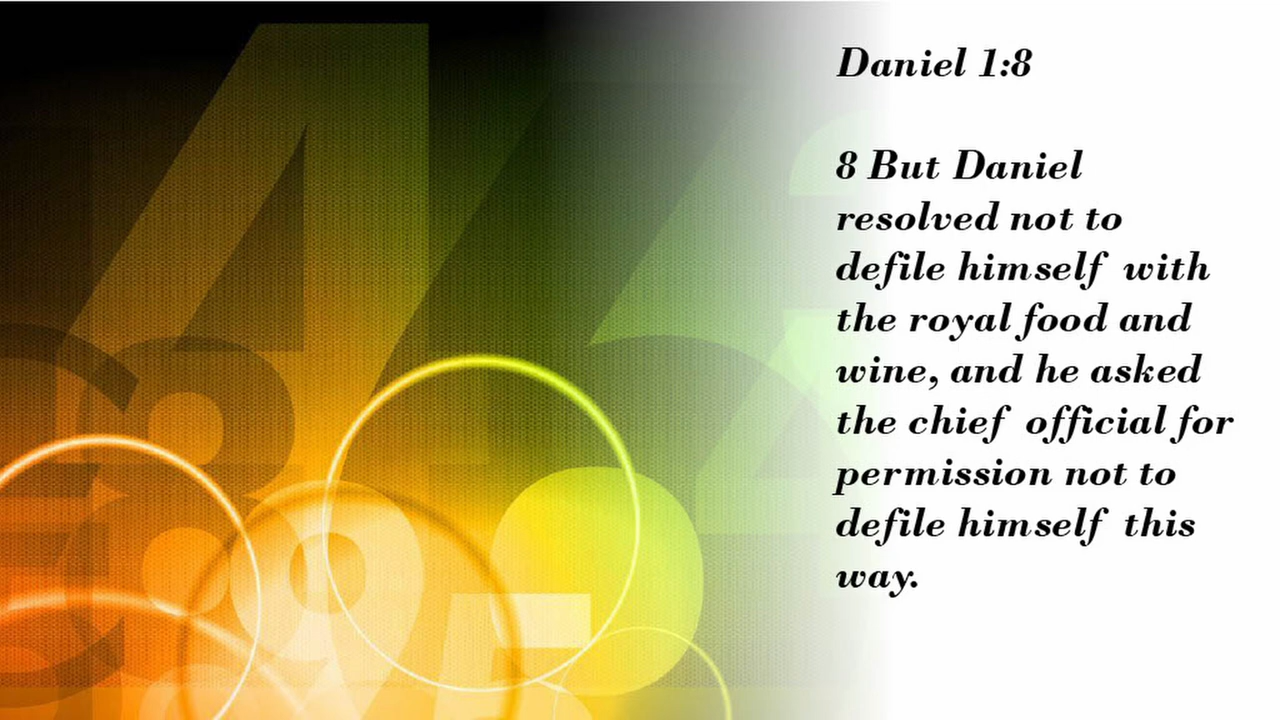 Daniel 1:8
8 But Daniel
resolved not to
defile himself with
the royal food and
wine, and he asked
the chief official for
permission not to
defile himself this
way.